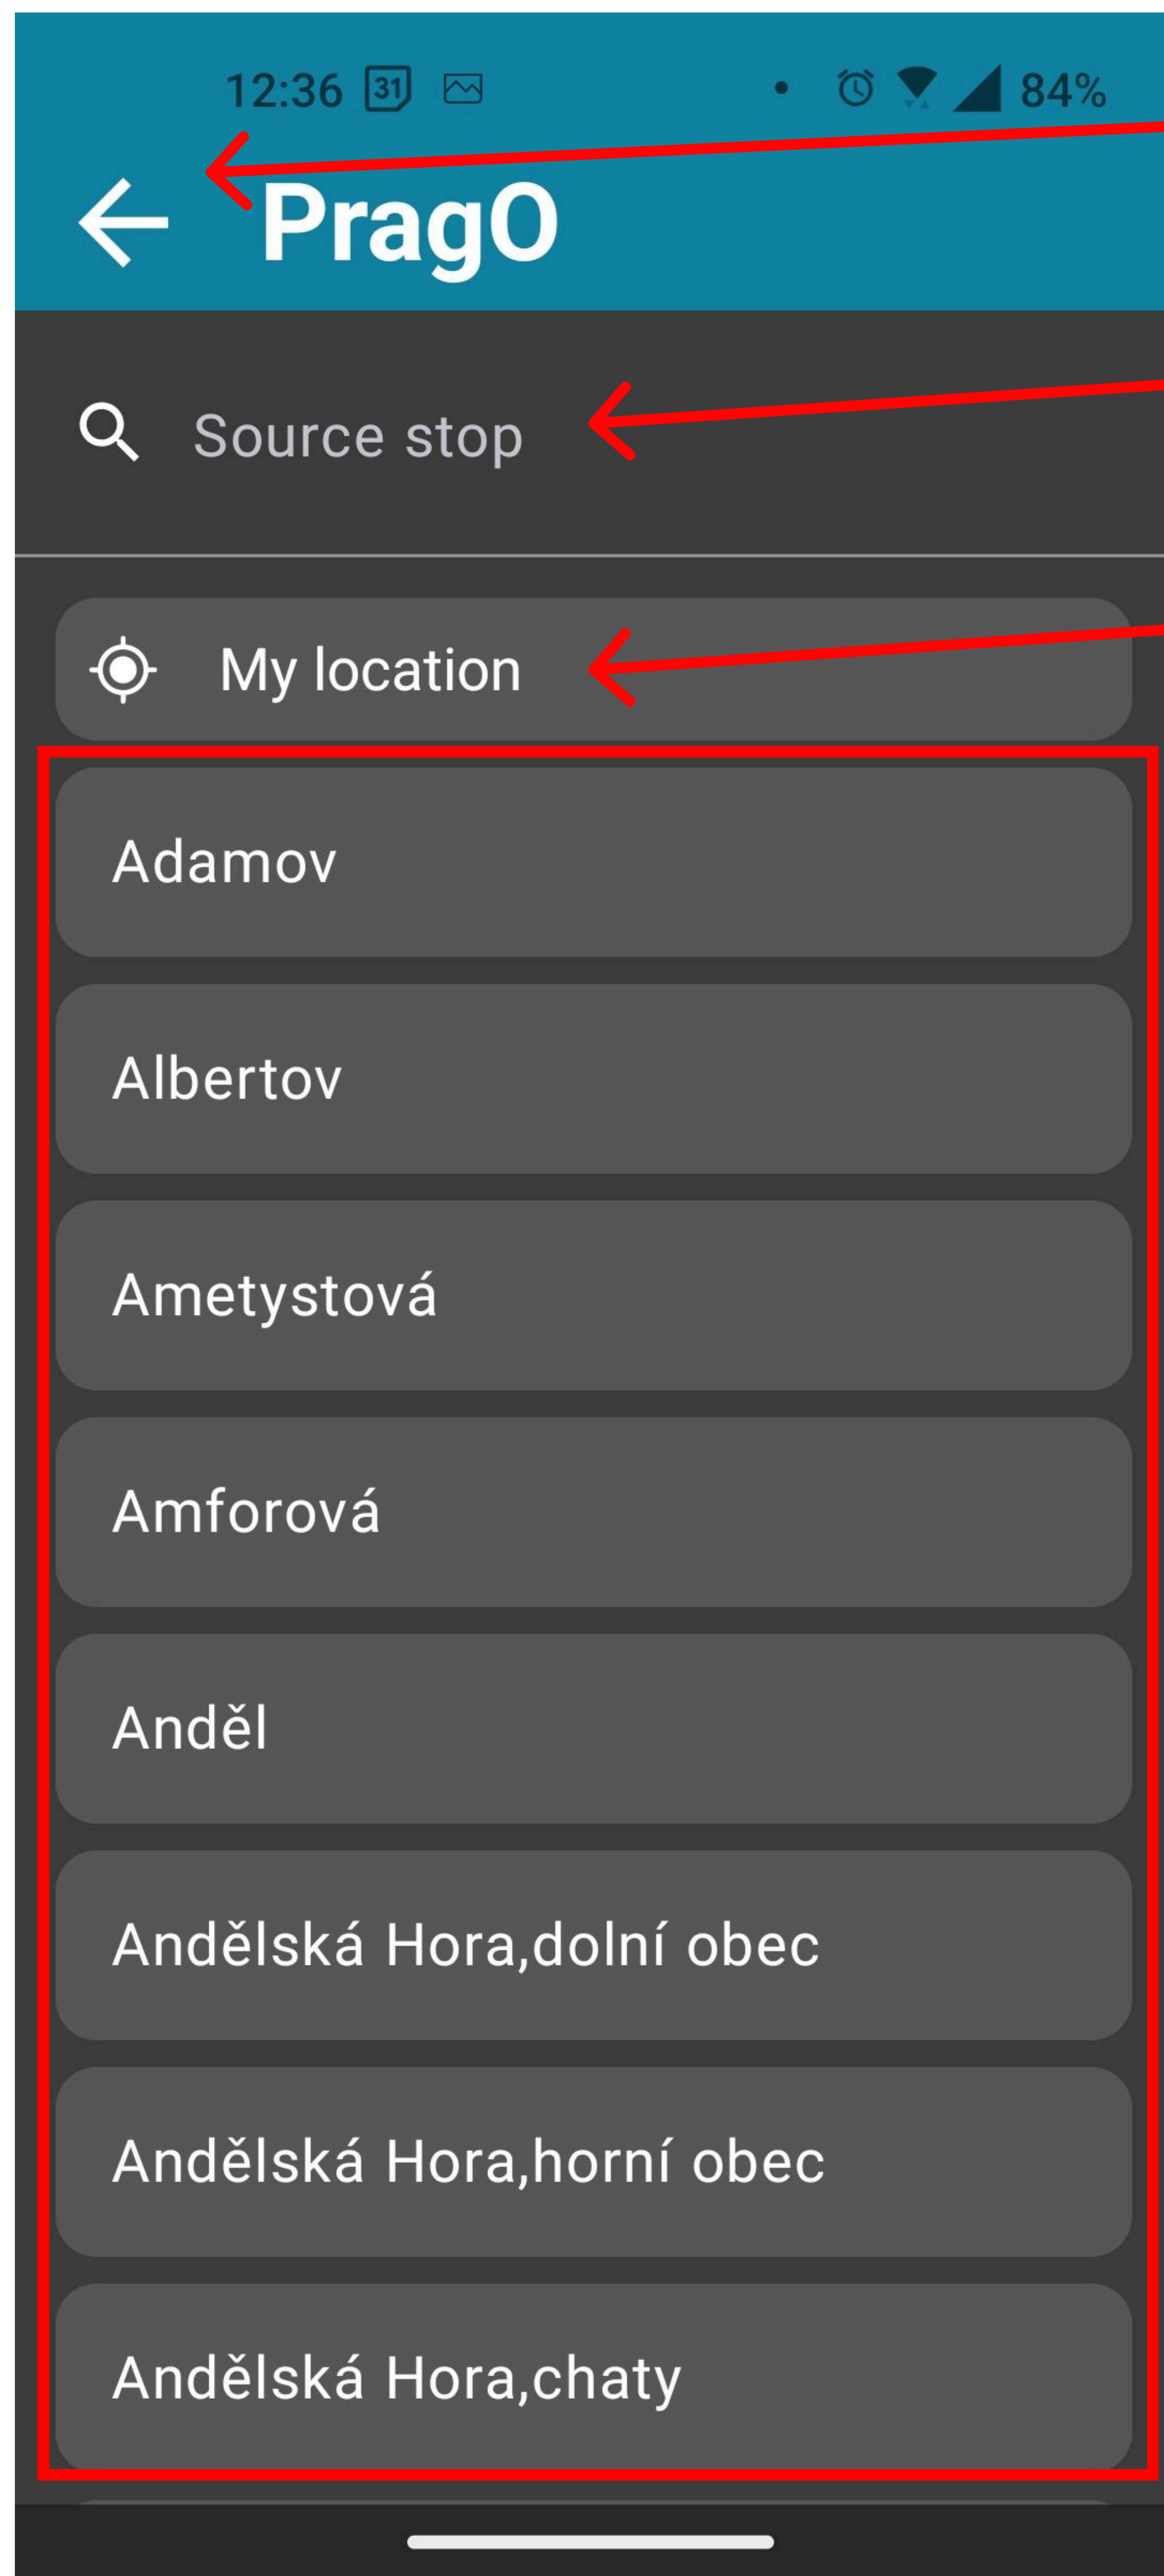 12:36 31 84%
PragO
Source stop
My location
Adamov
Albertov
Ametystová
Amforová
Anděl
Andělská Hora,dolní obec
Andělská Hora,horní obec
Andělská Hora,chaty